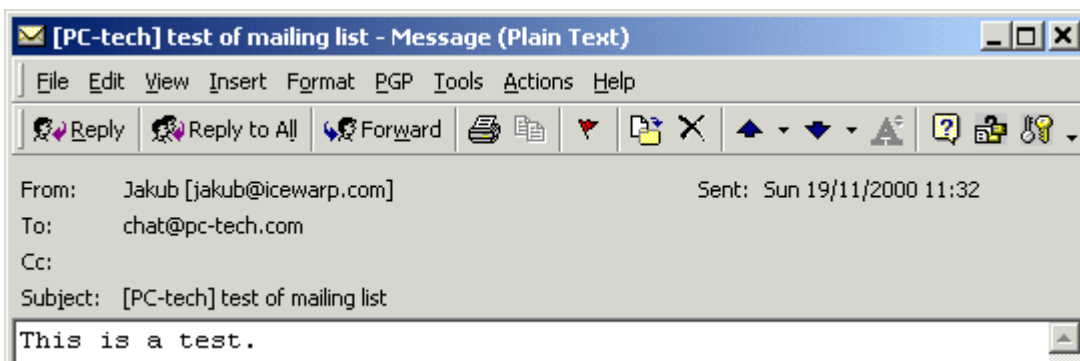 [PC-tech] test of mailing list - Message (Plain Text)
File Edit View Insert Format PGP Tools Actions Help
Reply Reply to All Forward
From: Jakub [jakub@icewarp.com] Sent: Sun 19/11/2000 11:32
To: chat@pc-tech.com
Cc:
Subject: [PC-tech] test of mailing list
This is a test.